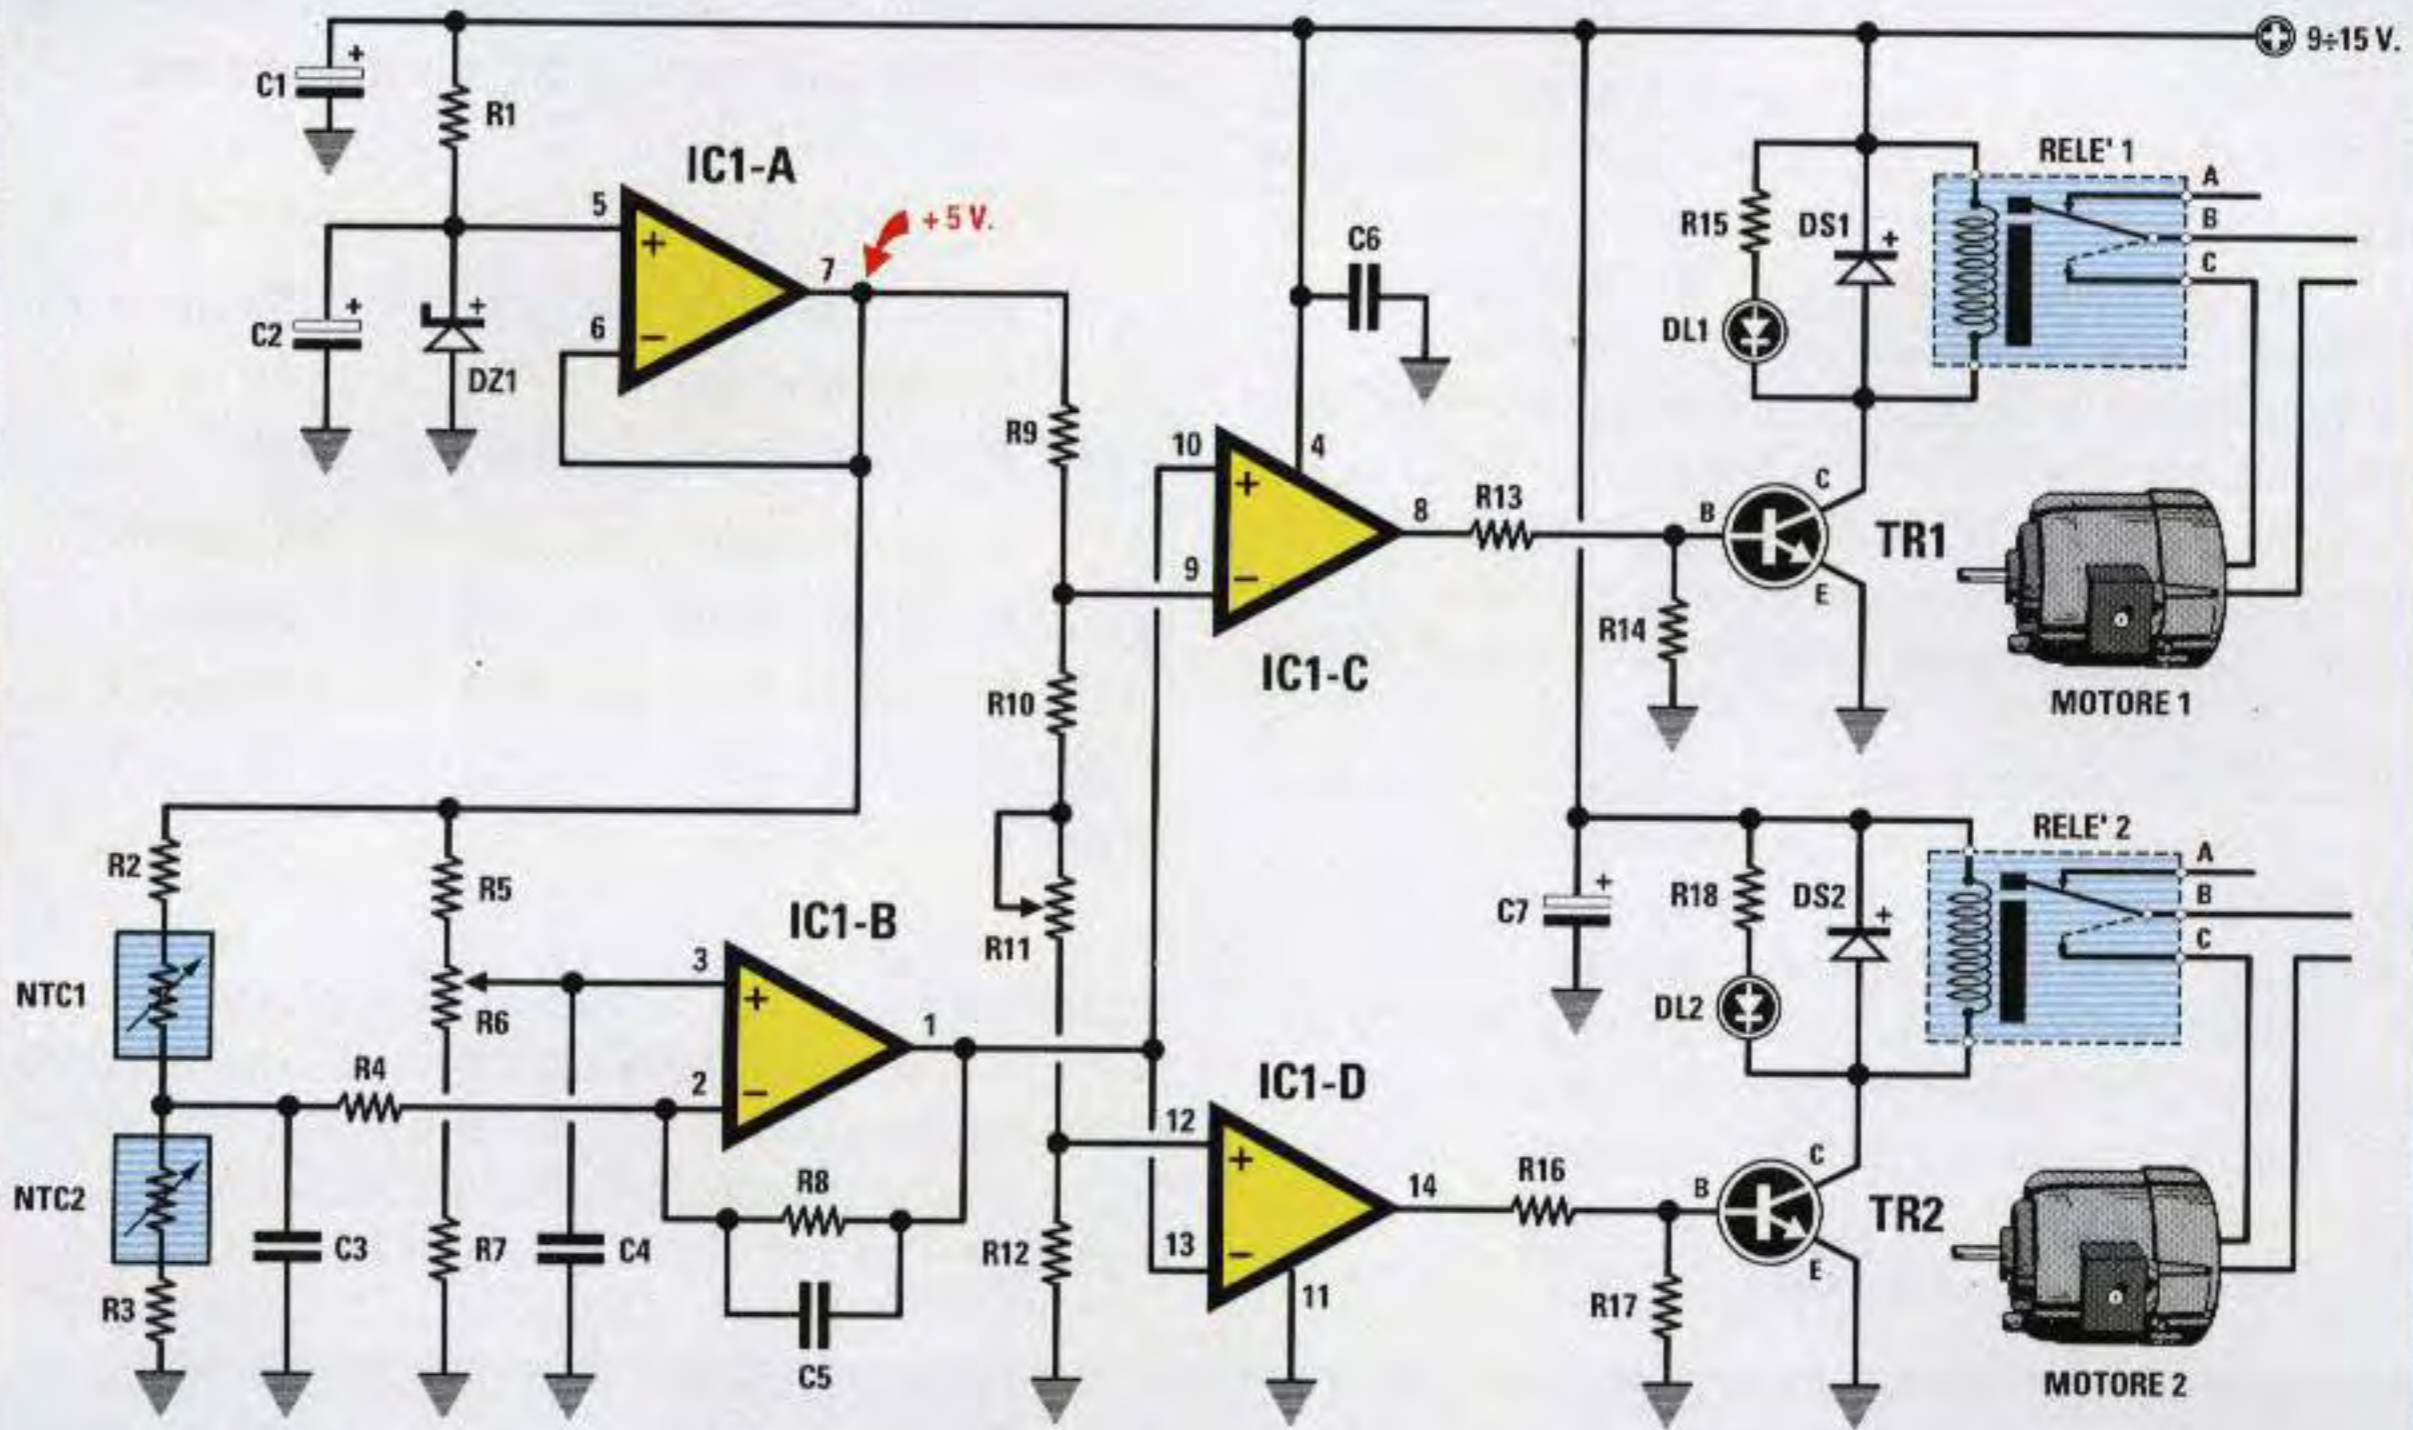 9÷15 V.
C1
+
R1
IC1-A
+5 V.
5
+
7
6
−
C2
+
+
DZ1
C6
R15
DS1
+
DL1
RELE' 1
A
B
C
R9
10
+
4
9
−
8
R13
B
C
E
TR1
IC1-C
R14
R10
MOTORE 1
R2
R5
R11
NTC1
R6
IC1-B
3
+
1
2
−
R4
NTC2
R3
C3
R7
C4
R8
C5
R12
IC1-D
12
+
13
−
11
14
R16
C7
+
R18
DS2
+
DL2
RELE' 2
A
B
C
B
C
E
TR2
R17
MOTORE 2